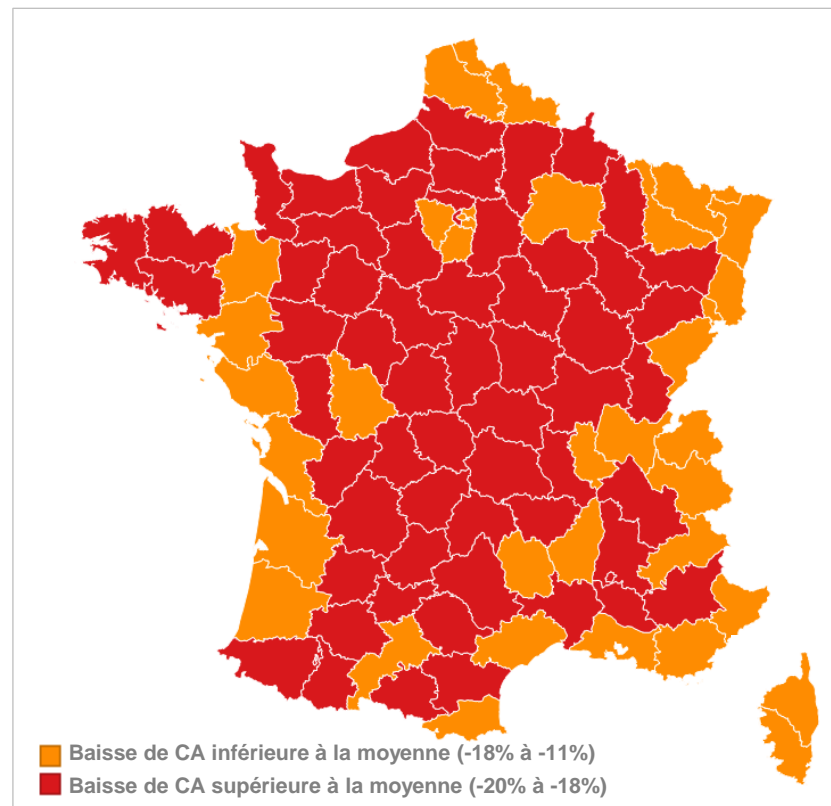 Baisse de CA inférieure à la moyenne (-18% à -11%)
Baisse de CA supérieure à la moyenne (-20% à -18%)